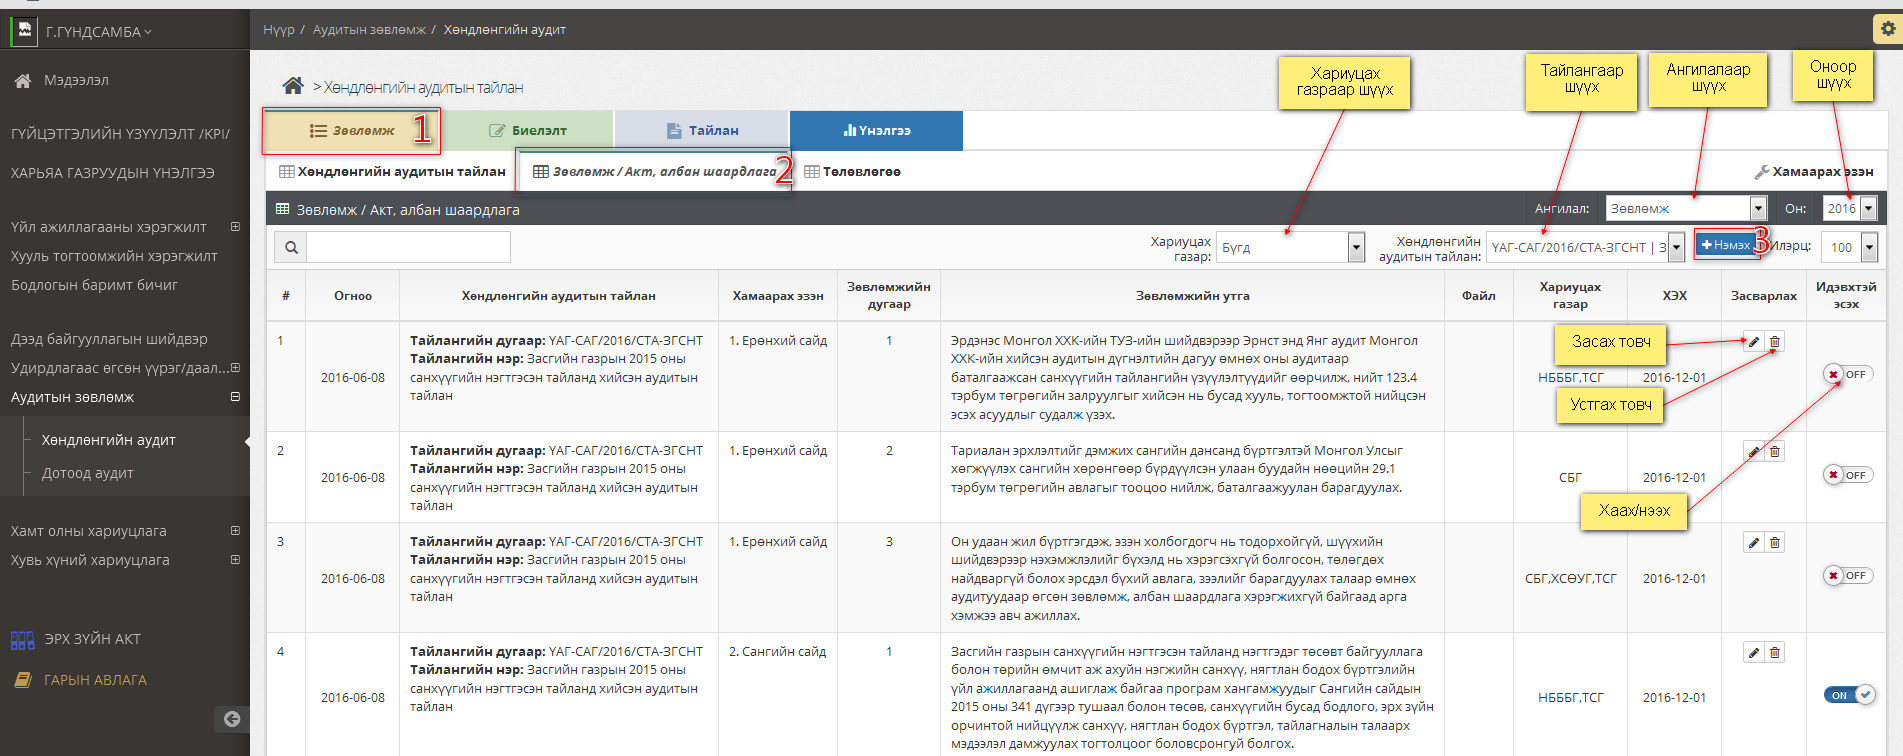 Г.ГҮНДСАМБА
Нүүр / Аудитын зөвлөмж / Хөндлөнгийн аудит
Мэдээлэл
ГҮЙЦЭТГЭЛИЙН ҮЗҮҮЛЭЛТ /KPI/
ХАРЬЯА ГАЗРУУДЫН ҮНЭЛГЭЭ
Үйл ажиллагааны хэрэгжилт
Хууль тогтоомжийн хэрэгжилт
Бодлогын баримт бичиг
Дээд байгууллагын шийдвэр
Удирдлагаас өгсөн үүрэг/даал...
Аудитын зөвлөмж
Хөндлөнгийн аудит
Дотоод аудит
Хамт олны хариуцлага
Хувь хүний хариуцлага
ЭРХ ЗҮЙН АКТ
ГАРЫН АВЛАГА
> Хөндлөнгийн аудитын тайлан
Хариуцах
газраар шүүх
Тайлангаар
шүүх
Ангилалаар
шүүх
Оноор
шүүх
Зөвлөмж 1 Биелэлт Тайлан Үнэлгээ
Хөндлөнгийн аудитын тайлан Зөвлөмж / Акт, албан шаардлага 2 Төлөвлөгөө Хамаарах эзэн
Зөвлөмж / Акт, албан шаардлага Ангилал: Зөвлөмж Он: 2016
Хариуцах
газар: Бүгд
Хөндлөнгийн
аудитын тайлан: ҮАГ-САГ/2016/СТА-ЗГСНТ | З
Нэмэх 3 Илэрц: 100
# Огноо Хөндлөнгийн аудитын тайлан Хамаарах эзэн Зөвлөмжийн
дугаар Зөвлөмжийн утга Файл Хариуцах
газар ХЭХ Засварлах Идэвхтэй
эсэх
1
2016-06-08
Тайлангийн дугаар: ҮАГ-САГ/2016/СТА-ЗГСНТ
Тайлангийн нэр: Засгийн газрын 2015 оны
санхүүгийн нэгтгэсэн тайланд хийсэн аудитын
тайлан
1. Ерөнхий сайд
1
Эрдэнэс Монгол ХХК-ийн ТУЗ-ийн шийдвэрээр Эрнст энд Янг аудит Монгол
ХХК-ийн хийсэн аудитын дүгнэлтийн дагуу өмнөх оны аудитаар
баталгаажсан санхүүгийн тайлангийн үзүүлэлтүүдийг өөрчилж, нийт 123.4
тэрбум төгрөгийн залруулгыг хийсэн нь бусад хууль, тогтоомжтой нийцсэн
эсэх асуудлыг судалж үзэх.
НБББГ,ТСГ
2016-12-01
OFF
Засах товч
Устгах товч
2
2016-06-08
Тайлангийн дугаар: ҮАГ-САГ/2016/СТА-ЗГСНТ
Тайлангийн нэр: Засгийн газрын 2015 оны
санхүүгийн нэгтгэсэн тайланд хийсэн аудитын
тайлан
1. Ерөнхий сайд
2
Тариалан эрхлэлтийг дэмжих сангийн дансанд бүртгэлтэй Монгол Улсыг
хөгжүүлэх сангийн хөрөнгөөр бүрдүүлсэн улаан буудайн нөөцийн 29.1
тэрбум төгрөгийн авлагыг тооцоо нийлж, баталгаажуулан барагдуулах.
СБГ
2016-12-01
OFF
Хаах/нээх
3
2016-06-08
Тайлангийн дугаар: ҮАГ-САГ/2016/СТА-ЗГСНТ
Тайлангийн нэр: Засгийн газрын 2015 оны
санхүүгийн нэгтгэсэн тайланд хийсэн аудитын
тайлан
1. Ерөнхий сайд
3
Он удаан жил бүртгэгдэж, эзэн холбогдогч нь тодорхойгүй, шүүхийн
шийдвэрээр нэхэмжлэлийг бүхэлд нь хэрэгсэхгүй болгосон, төлөгдөх
найдваргүй болох эрсдэл бүхий авлага, зээлийг барагдуулах талаар өмнөх
аудитуудаар өгсөн зөвлөмж, албан шаардлага хэрэгжихгүй байгаад арга
хэмжээ авч ажиллах.
СБГ,ХСӨУГ,ТСГ
2016-12-01
OFF
4
2016-06-08
Тайлангийн дугаар: ҮАГ-САГ/2016/СТА-ЗГСНТ
Тайлангийн нэр: Засгийн газрын 2015 оны
санхүүгийн нэгтгэсэн тайланд хийсэн аудитын
тайлан
2. Сангийн сайд
1
Засгийн газрын санхүүгийн нэгтгэсэн тайланд нэгтгэгдэг төсөвт байгууллага
болон төрийн өмчит аж ахуйн нэгжийн санхүү, нягтлан бодох бүртгэлийн
үйл ажиллагаанд ашиглаж байгаа програм хангамжуудыг Сангийн сайдын
2015 оны 341 дүгээр тушаал болон төсөв, санхүүгийн бусад бодлого, эрх зүйн
орчинтой нийцүүлж санхүү, нягтлан бодох бүртгэл, тайлагналын талаарх
мэдээлэл дамжуулах тогтолцоог боловсронгуй болгох.
НБББГ,ТСГ
2016-12-01
ON